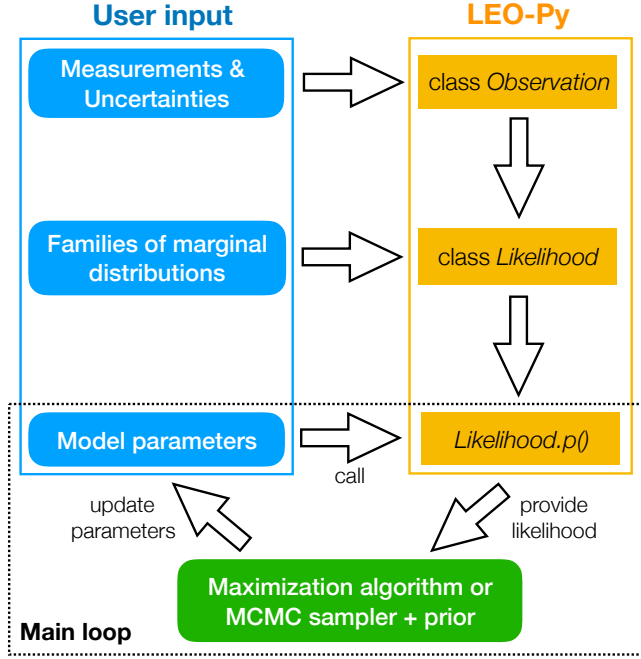 User input
LEO-Py
Measurements &
Uncertainties
class Observation
Families of marginal
distributions
class Likelihood
Model parameters
call
Likelihood.p()
update
parameters
provide
likelihood
Maximization algorithm or
MCMC sampler + prior
Main loop